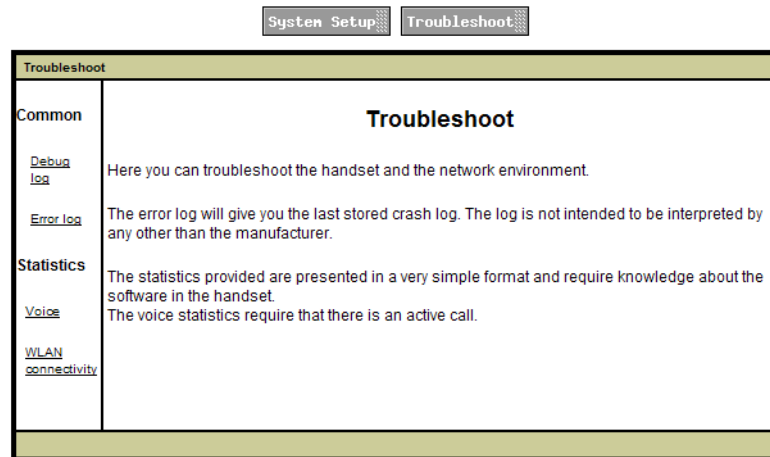 System Setup Troubleshoot
Troubleshoot
Common
Debug
log
Error log
Statistics
Voice
WLAN
connectivity
Troubleshoot
Here you can troubleshoot the handset and the network environment.
The error log will give you the last stored crash log. The log is not intended to be interpreted by
any other than the manufacturer.
The statistics provided are presented in a very simple format and require knowledge about the
software in the handset.
The voice statistics require that there is an active call.